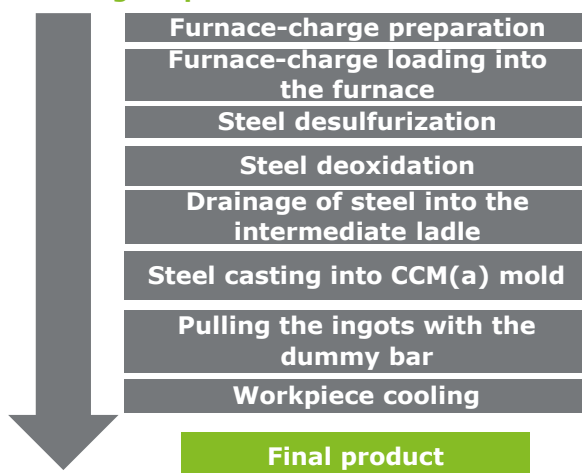 Furnace-charge preparation
Furnace-charge loading into
the furnace
Steel desulfurization
Steel deoxidation
Drainage of steel into the
intermediate ladle
Steel casting into CCM(a) mold
Pulling the ingots with the
dummy bar
Workpiece cooling
Final product